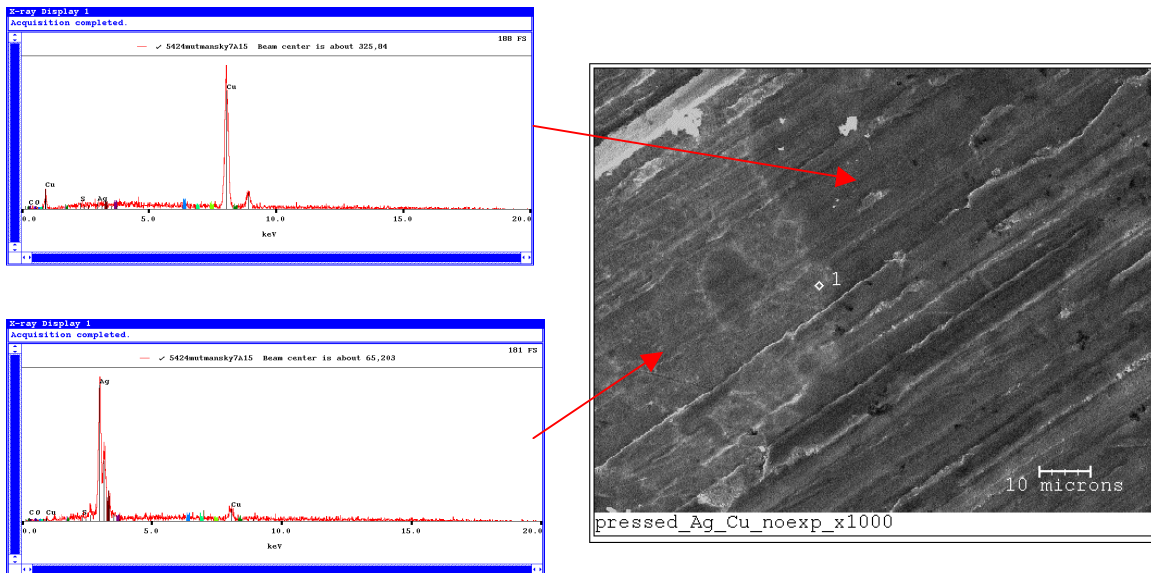 X-ray Display 1
Acquisition completed.
188 FS
5424mutmansky7A15 Beam center is about 325,84
Cu
Cu
S Ag
C O
0.0 5.0 10.0 15.0 20.0
keV
X-ray Display 1
Acquisition completed.
181 FS
5424mutmansky7A15 Beam center is about 65,203
Ag
Cu
C O Cu S
0.0 5.0 10.0 15.0 20.0
keV
1
10 microns
pressed_Ag_Cu_noexp_x1000